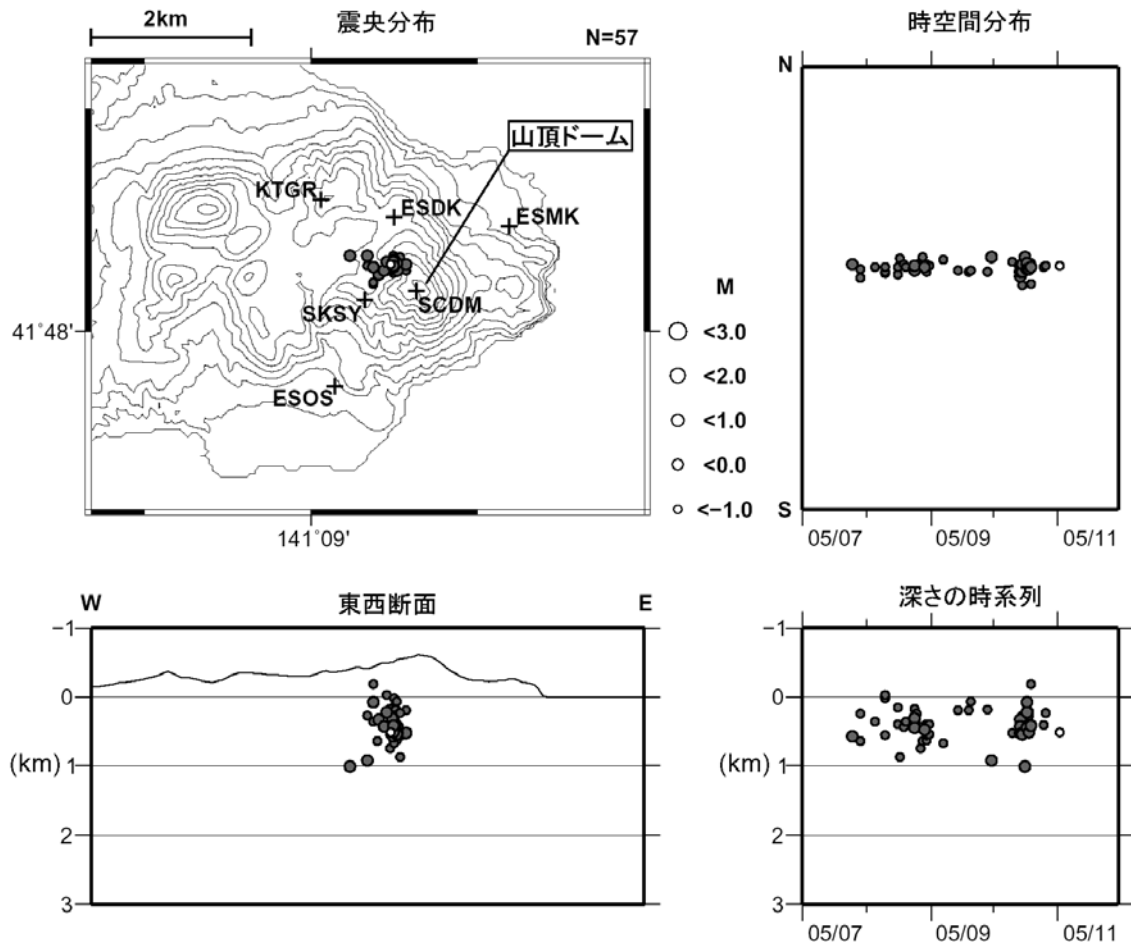 2km
震央分布
N=57
山頂ドーム
KTGR
ESDK
ESMK
SKSY
SCDM
ESOS
41°48'
141°09'
M
<3.0
<2.0
<1.0
<0.0
<−1.0
時空間分布
N
S
05/07
05/09
05/11
W
東西断面
E
−1
0
(km)
1
2
3
深さの時系列
−1
0
(km)
1
2
3
05/07
05/09
05/11